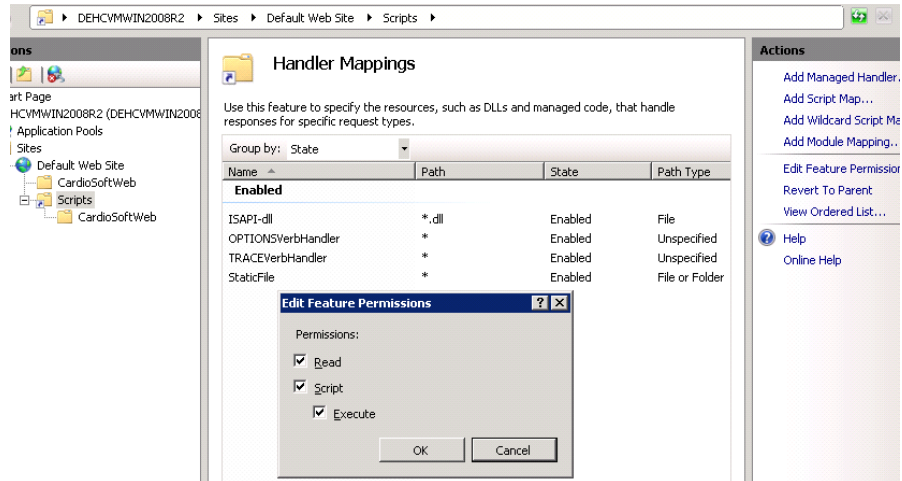 DEHCVMWIN2008R2 Sites Default Web Site Scripts
ons
art Page
HCVMWIN2008R2 (DEHCVMWIN2008
Application Pools
Sites
Default Web Site
CardioSoftWeb
Scripts
CardioSoftWeb
Handler Mappings
Use this feature to specify the resources, such as DLLs and managed code, that handle
responses for specific request types.
Group by: State
Name Path State Path Type
Enabled
ISAPI-dll *.dll Enabled File
OPTIONSVerbHandler * Enabled Unspecified
TRACEVerbHandler * Enabled Unspecified
StaticFile * Enabled File or Folder
Edit Feature Permissions
Permissions:
Read
Script
Execute
OK Cancel
Actions
Add Managed Handler.
Add Script Map...
Add Wildcard Script Ma
Add Module Mapping..
Edit Feature Permission
Revert To Parent
View Ordered List...
Help
Online Help